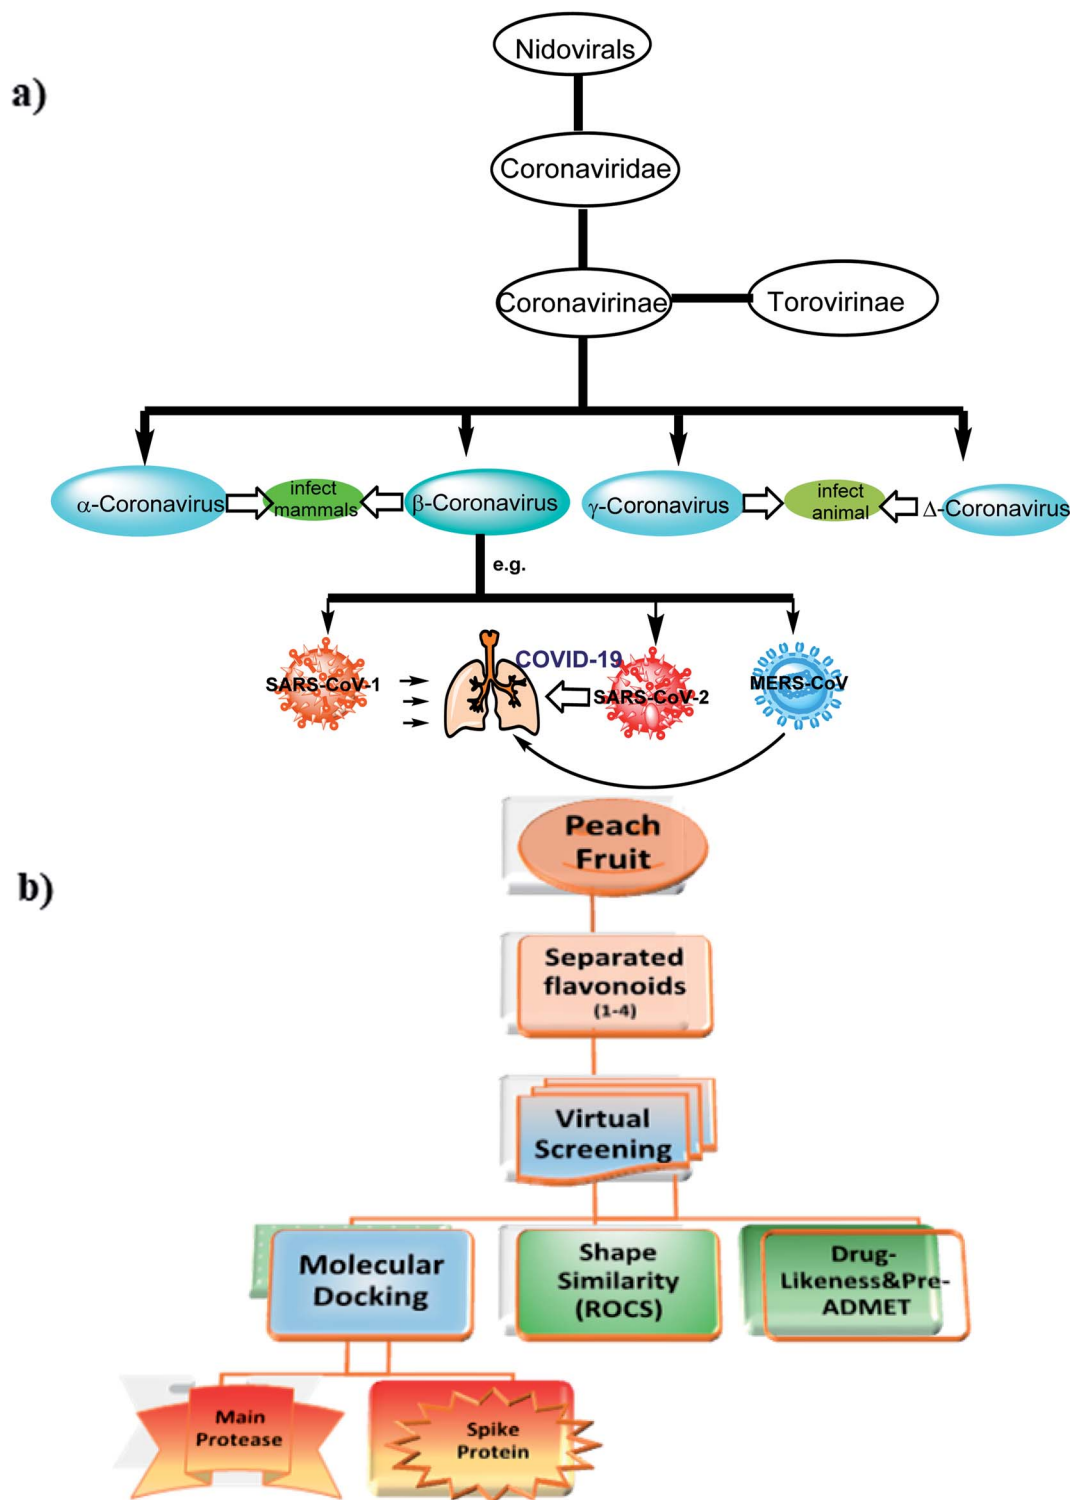 a)
Nidovirals
Coronaviridae
Coronavirinae
Torovirinae
α-Coronavirus
infect
mammals
β-Coronavirus
γ-Coronavirus
infect
animal
Δ-Coronavirus
e.g.
SARS-CoV-1
COVID-19
SARS-CoV-2
MERS-CoV
b)
Peach
Fruit
Separated
flavonoids
(1-4)
Virtual
Screening
Molecular
Docking
Shape
Similarity
(ROCS)
Drug-
Likeness&Pre-
ADMET
Main
Protease
Spike
Protein